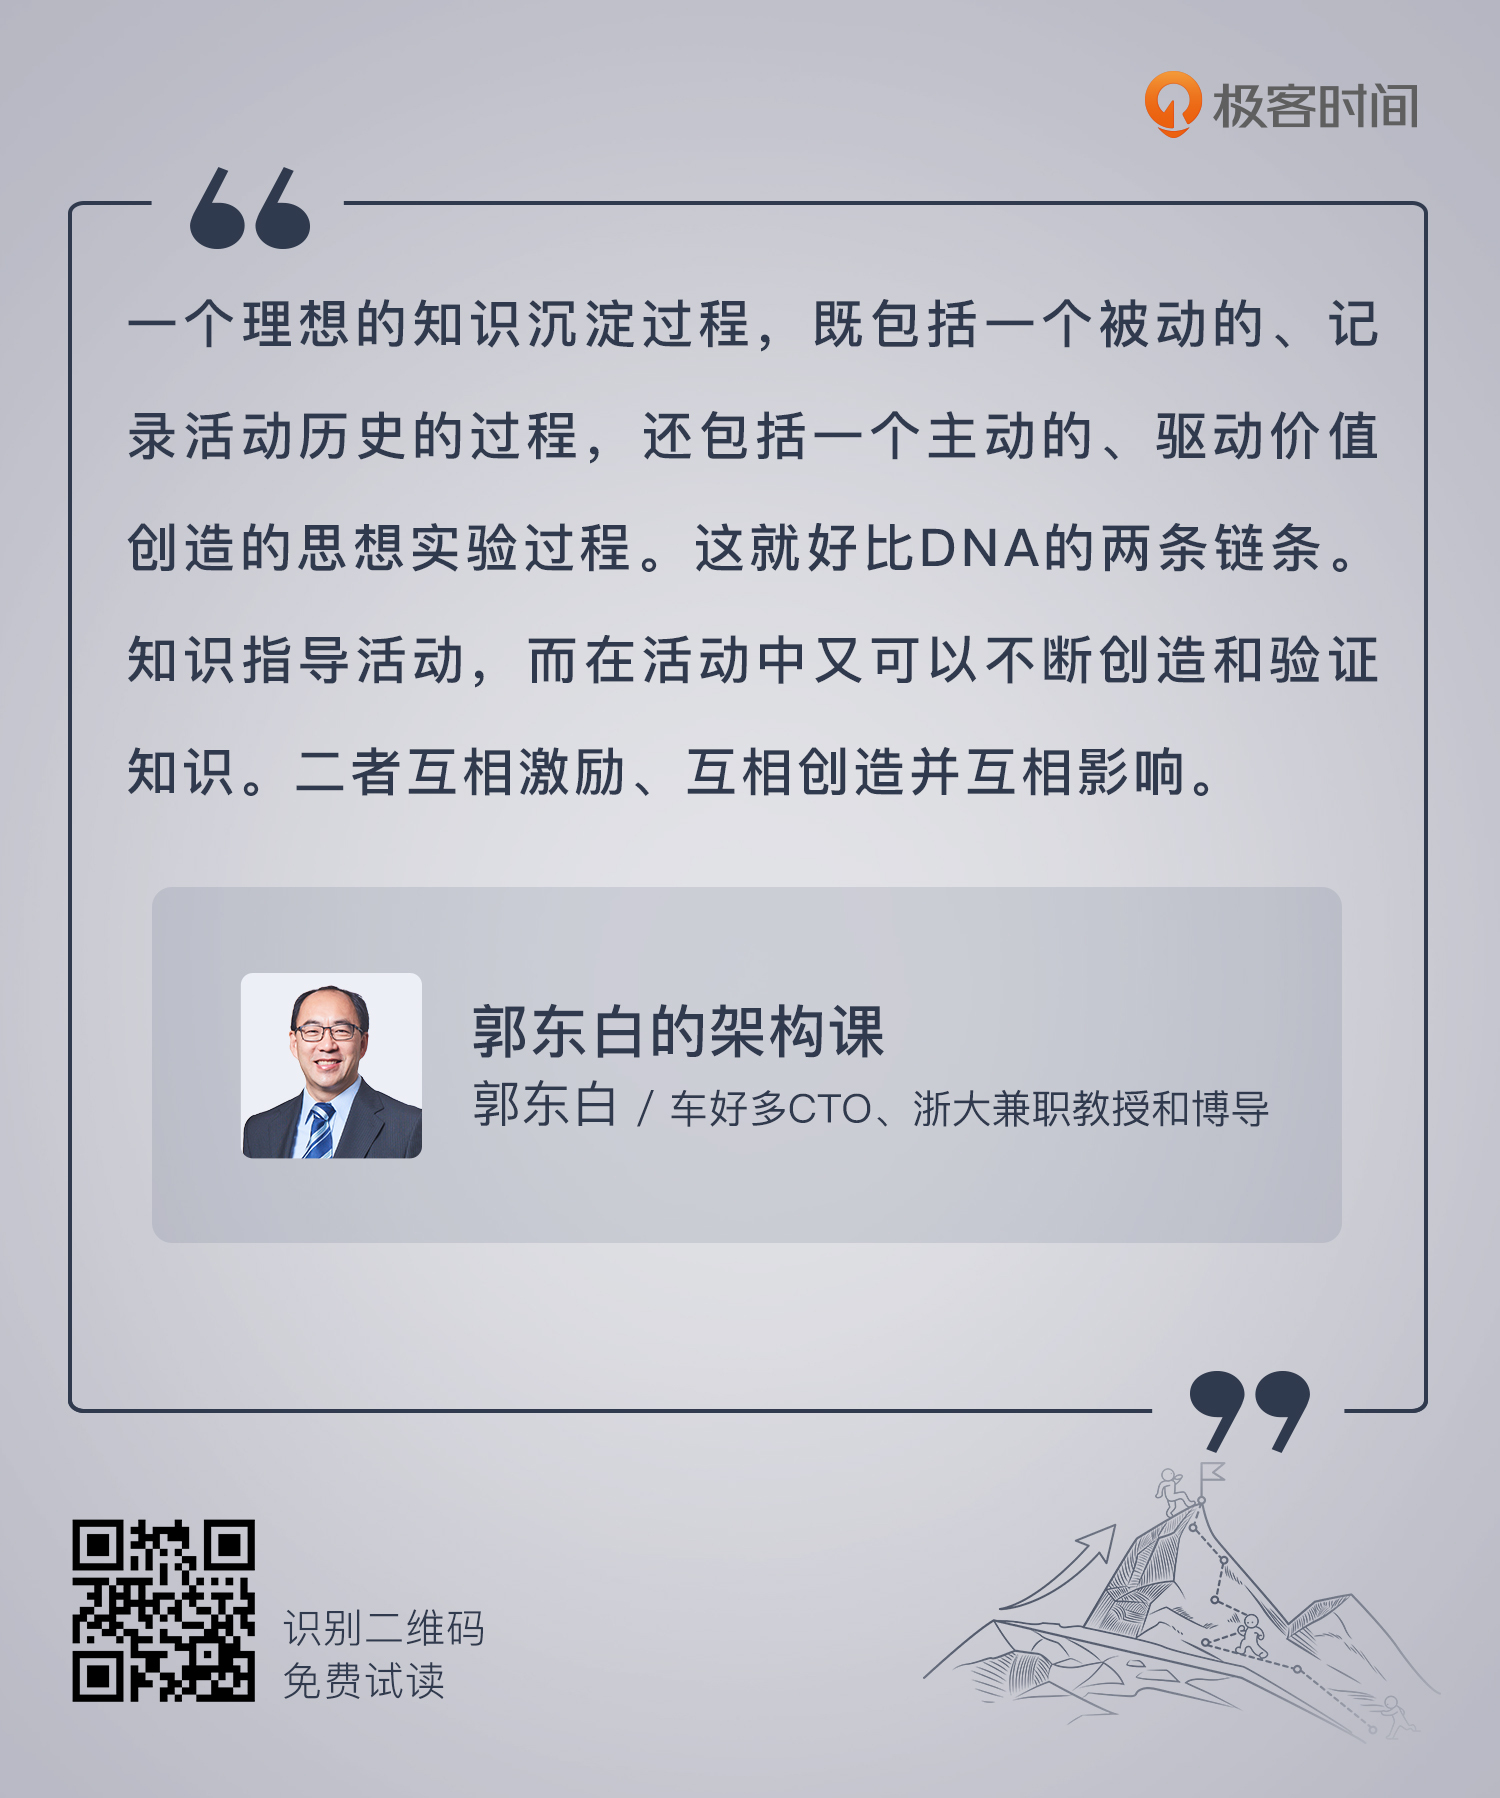 极客时间
一个理想的知识沉淀过程，既包括一个被动的、记
录活动历史的过程，还包括一个主动的、驱动价值
创造的思想实验过程。这就好比DNA的两条链条。
知识指导活动，而在活动中又可以不断创造和验证
知识。二者互相激励、互相创造并互相影响。
郭东白的架构课
郭东白 / 车好多CTO、浙大兼职教授和博导
识别二维码
免费试读